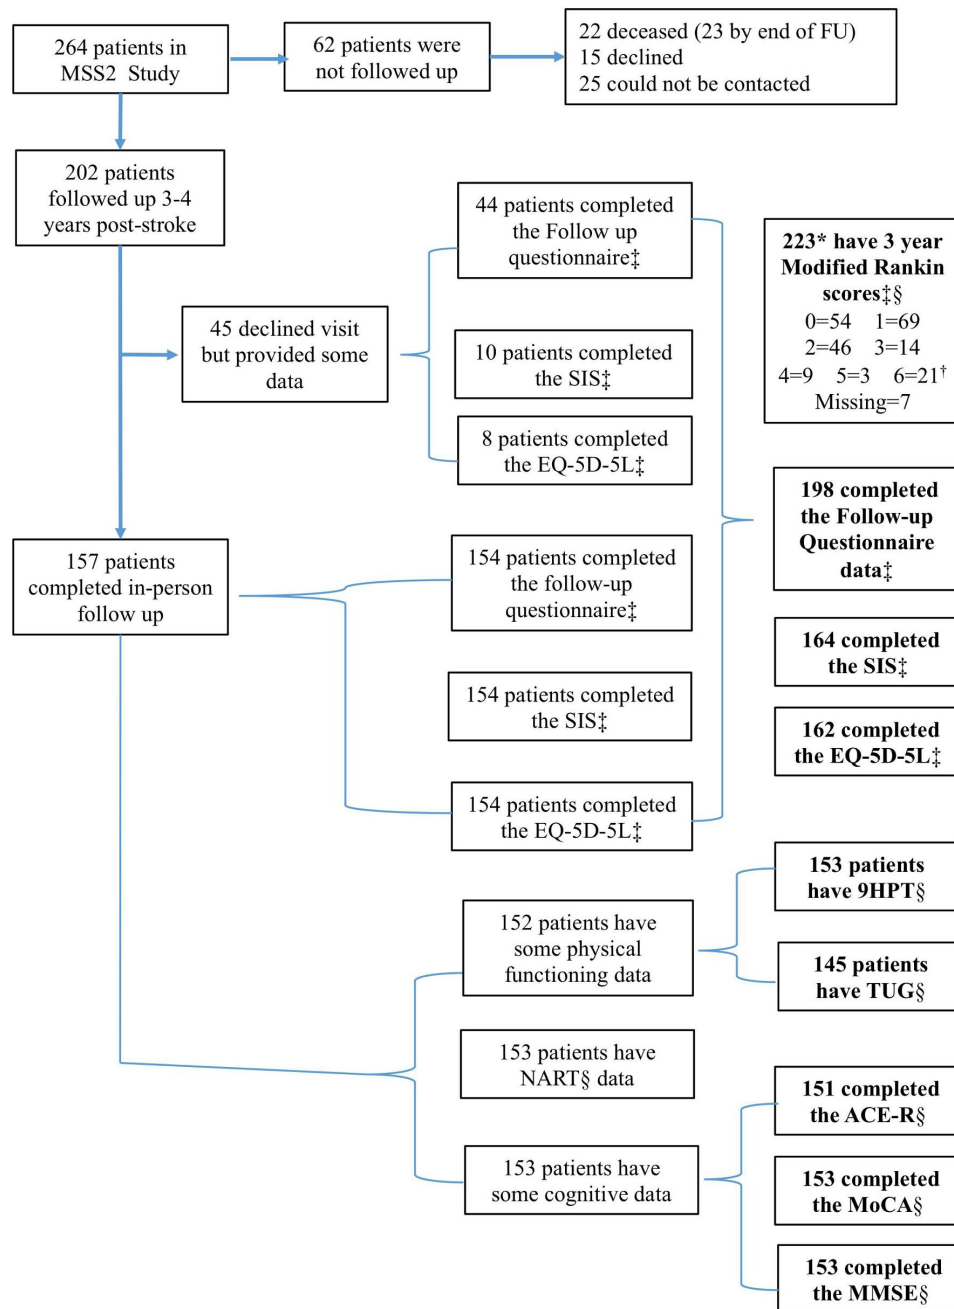 264 patients in
MSS2 Study
62 patients were
not followed up
22 deceased (23 by end of FU)
15 declined
25 could not be contacted
202 patients
followed up 3-4
years post-stroke
44 patients completed
the Follow up
questionnaire‡
223* have 3 year
Modified Rankin
scores‡§
0=54 1=69
2=46 3=14
4=9 5=3 6=21†
Missing=7
45 declined visit
but provided some
data
10 patients completed
the SIS‡
8 patients completed
the EQ-5D-5L‡
198 completed
the Follow-up
Questionnaire
data‡
157 patients
completed in-person
follow up
154 patients completed
the follow-up
questionnaire‡
164 completed
the SIS‡
154 patients completed
the SIS‡
162 completed
the EQ-5D-5L‡
154 patients completed
the EQ-5D-5L‡
153 patients
have 9HPT§
152 patients have
some physical
functioning data
145 patients
have TUG§
153 patients have
NART§ data
151 completed
the ACE-R§
153 patients have
some cognitive data
153 completed
the MoCA§
153 completed
the MMSE§